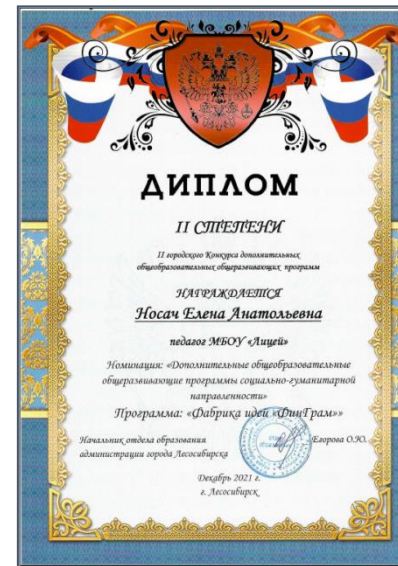 ДИПЛОМ
II СТЕПЕНИ
II городского Конкурса дополнительных
общеобразовательных общеразвивающих программ
НАГРАЖДАЕТСЯ
Носач Елена Анатольевна
педагог МБОУ «Лицей»
Номинация: «Дополнительные общеобразовательные
общеразвивающие программы социально-гуманитарной
направленности»
Программа: «Фабрика идей «ФинГрам»»
Начальник отдела образования
администрации города Лесосибирска
Егорова О.Ю.
Декабрь 2021 г.
г. Лесосибирск